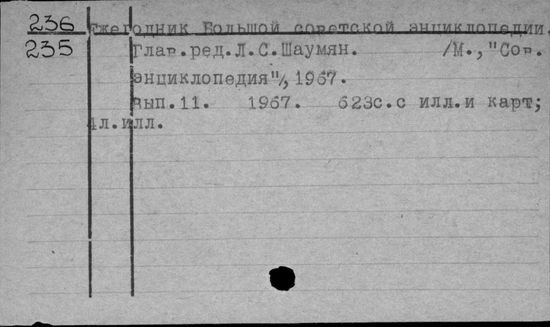 236 Ежегодник Большой советской энциклопедии.
235 Глав.ред.Л.С.Шаумян. /М.,"Сов.
энциклопедия"/, 1967.
вып.11. 1967. 623с.с илл.и карт;
4л.илл.